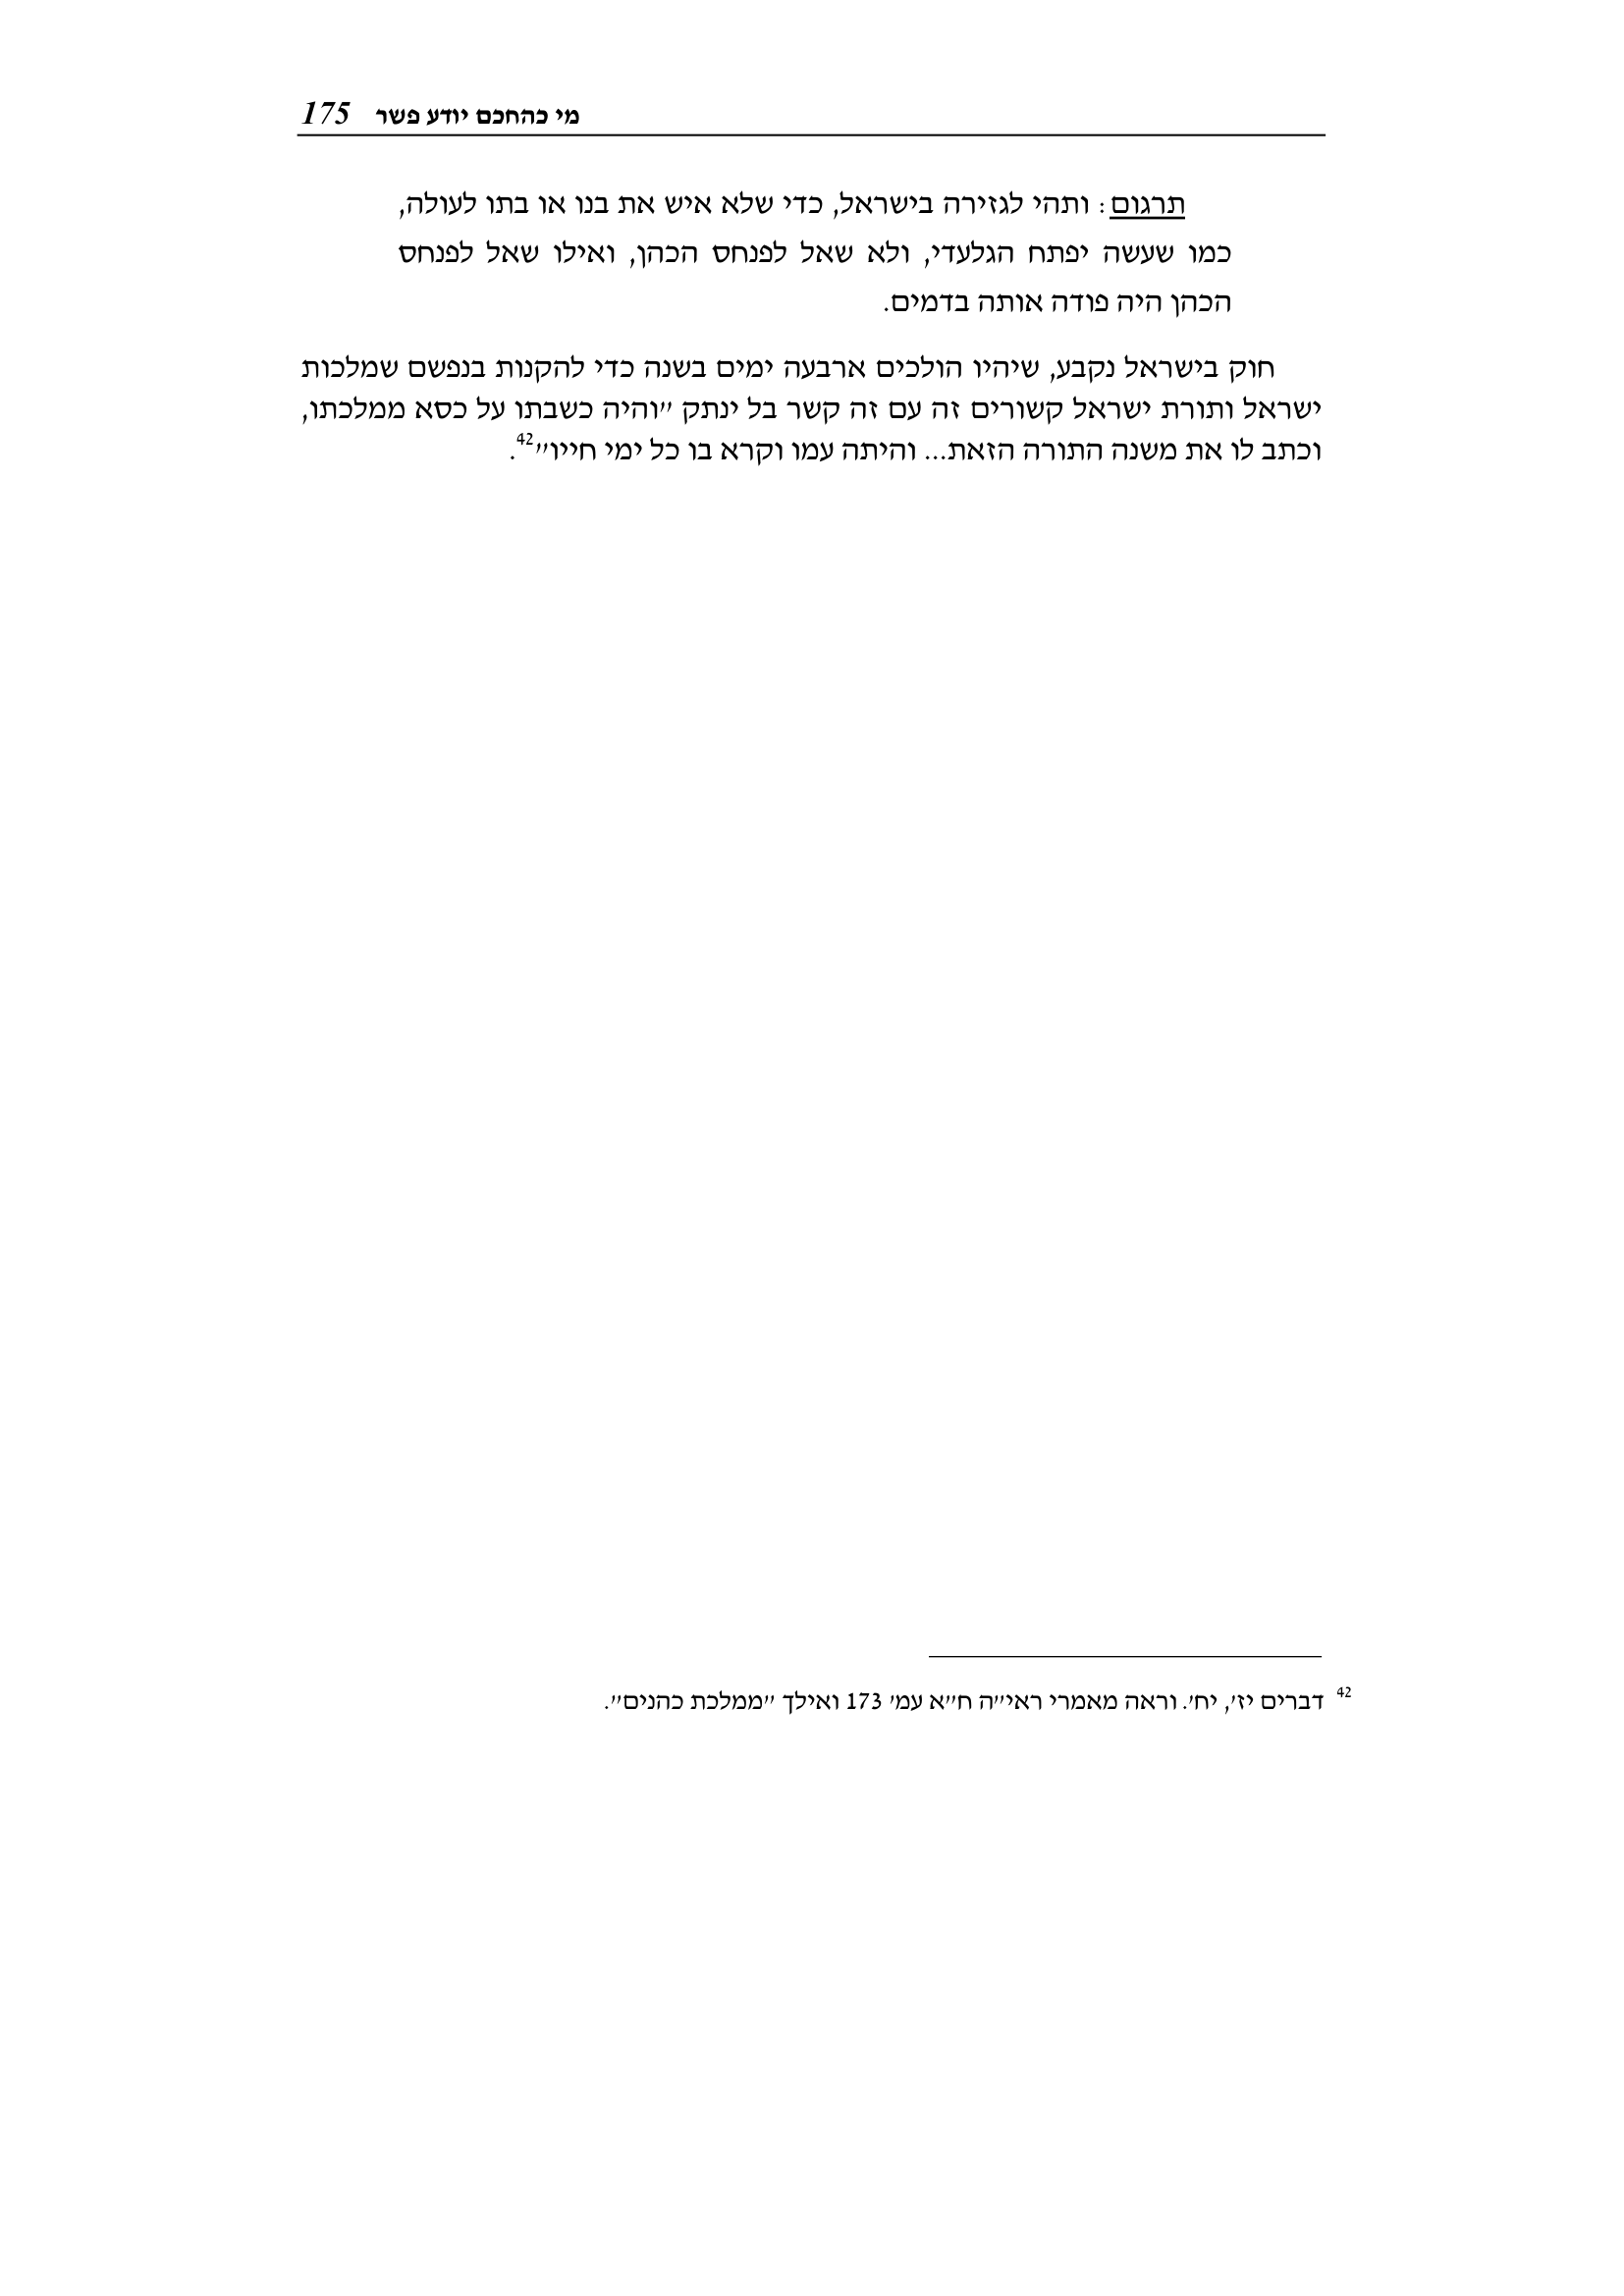 מי כהחכם יודע פשר 175
תרגום: ותהי לגזירה בישראל, כדי שלא איש את בנו או בתו לעולה,
כמו שעשה יפתח הגלעדי, ולא שאל לפנחס הכהן, ואילו שאל לפנחס
הכהן היה פודה אותה בדמים.
חוק בישראל נקבע, שיהיו הולכים ארבעה ימים בשנה כדי להקנות בנפשם שמלכות
ישראל ותורת ישראל קשורים זה עם זה קשר בל ינתק "והיה כשבתו על כסא ממלכתו,
וכתב לו את משנה התורה הזאת... והיתה עמו וקרא בו כל ימי חייו"42.
42 דברים יז', יח'. וראה מאמרי ראי"ה ח"א עמ' 173 ואילך "ממלכת כהנים".